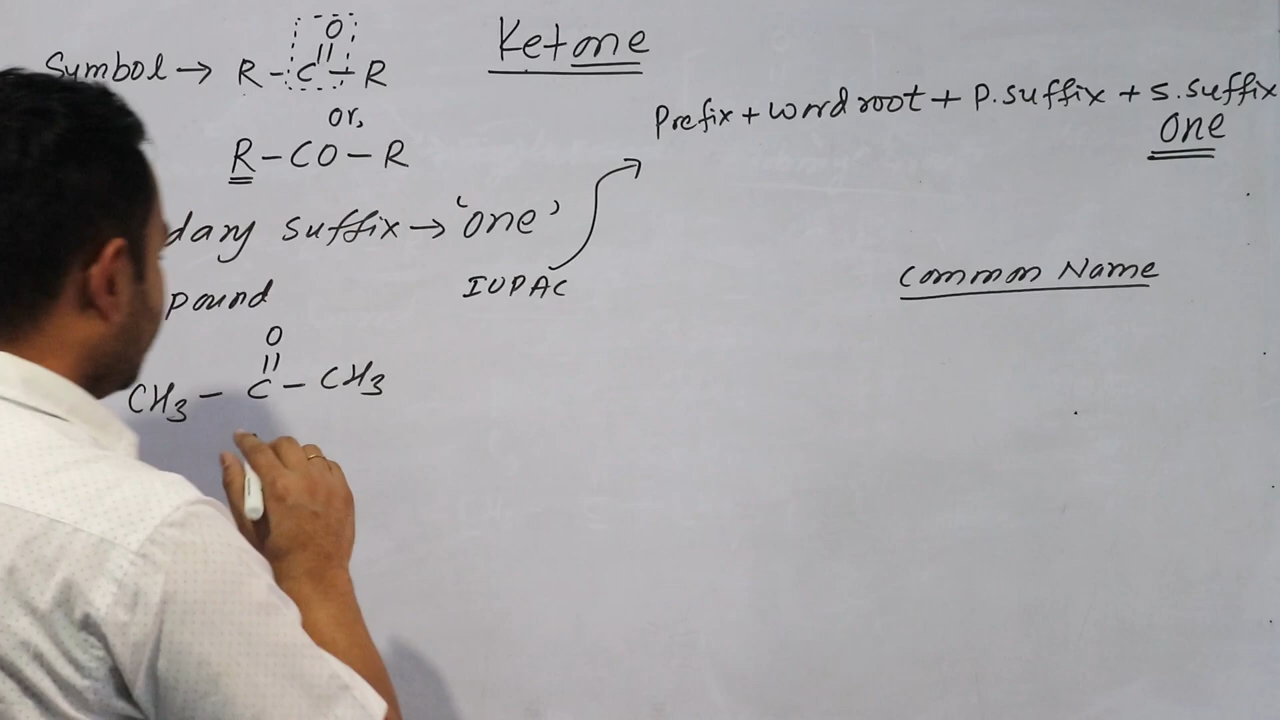 Ketone
Symbol → R - C - R
O
||
or,
R - CO - R
dary suffix → 'one'
pound
IUPAC
O
||
CH3 - C - CH3
Prefix + word root + P.suffix + S.suffix
one
Common Name